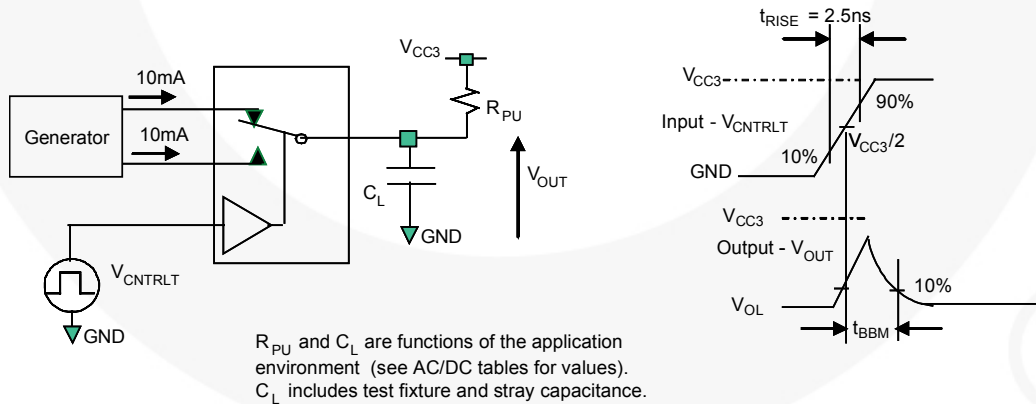 V_CC3
10mA
R_PU
Generator
10mA
V_OUT
C_L
GND
V_CNTRLT
GND
R_PU and C_L are functions of the application
environment (see AC/DC tables for values).
C_L includes test fixture and stray capacitance.
t_RISE = 2.5ns
V_CC3
90%
Input - V_CNTRLT
V_CC3/2
10%
GND
V_CC3
Output - V_OUT
10%
V_OL
t_BBM